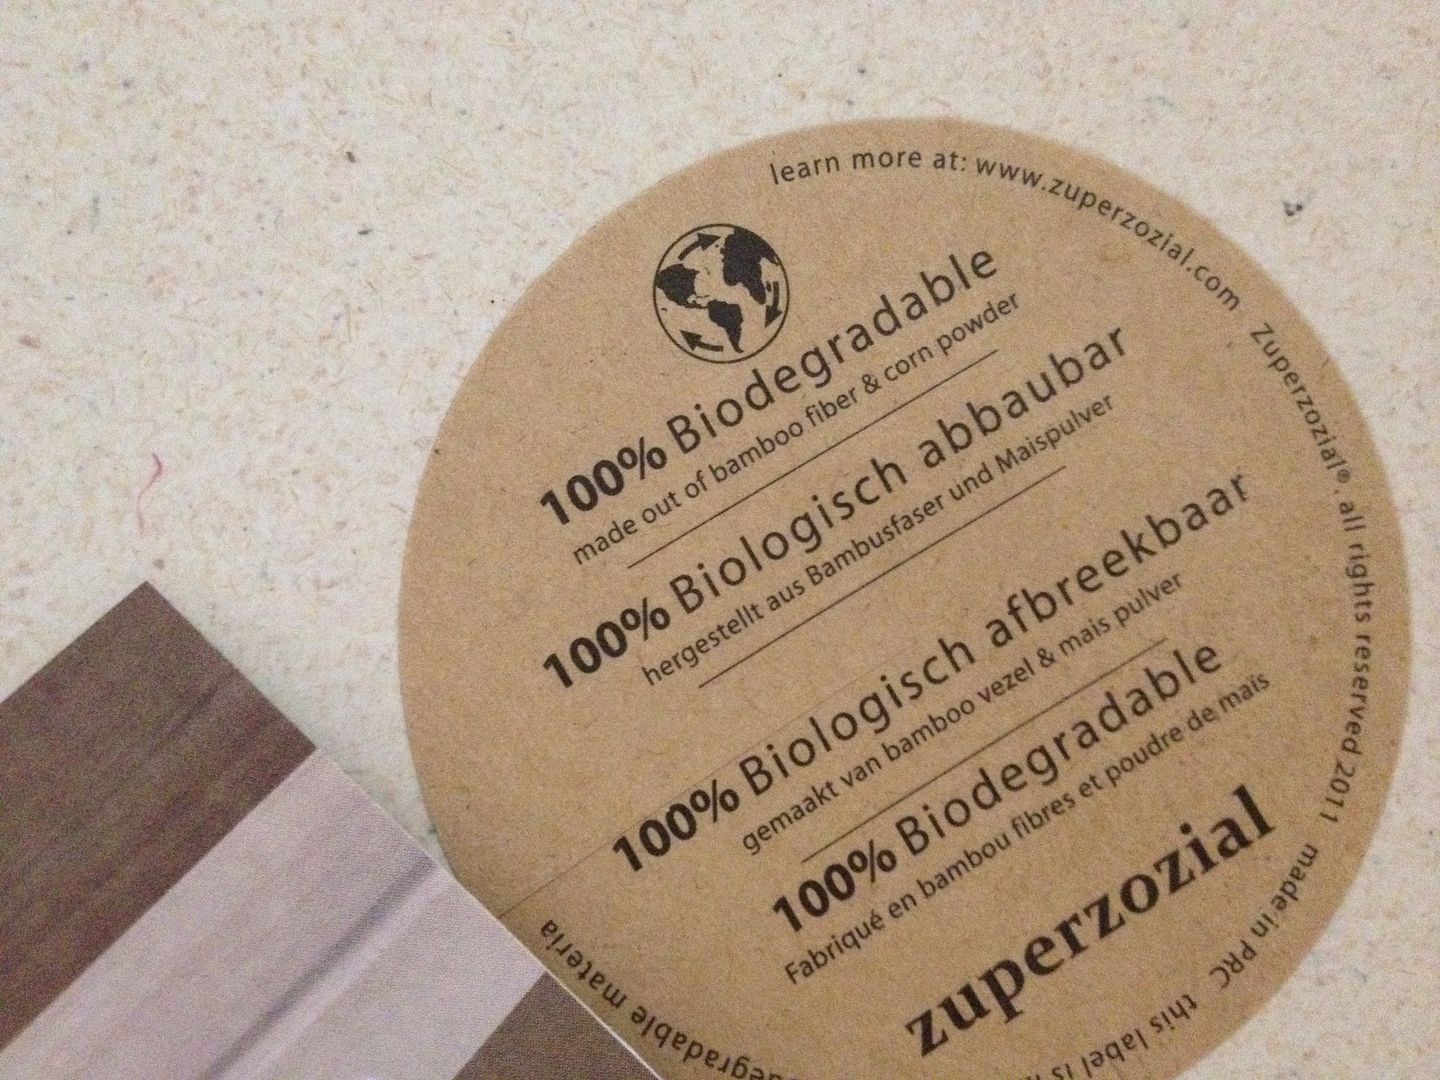 learn more at: www.zuperzozial.com
100% Biodegradable
made out of bamboo fiber & corn powder
100% Biologisch abbaubar
hergestellt aus Bambusfaser und Maispulver
100% Biologisch afbreekbaar
gemaakt van bamboo vezel & mais pulver
100% Biodegradable
Fabriqué en bambou fibres et poudre de maïs
zuperzozial
Zuperzozial®, all rights reserved 2011
made in PRC
this label is
degradable materia